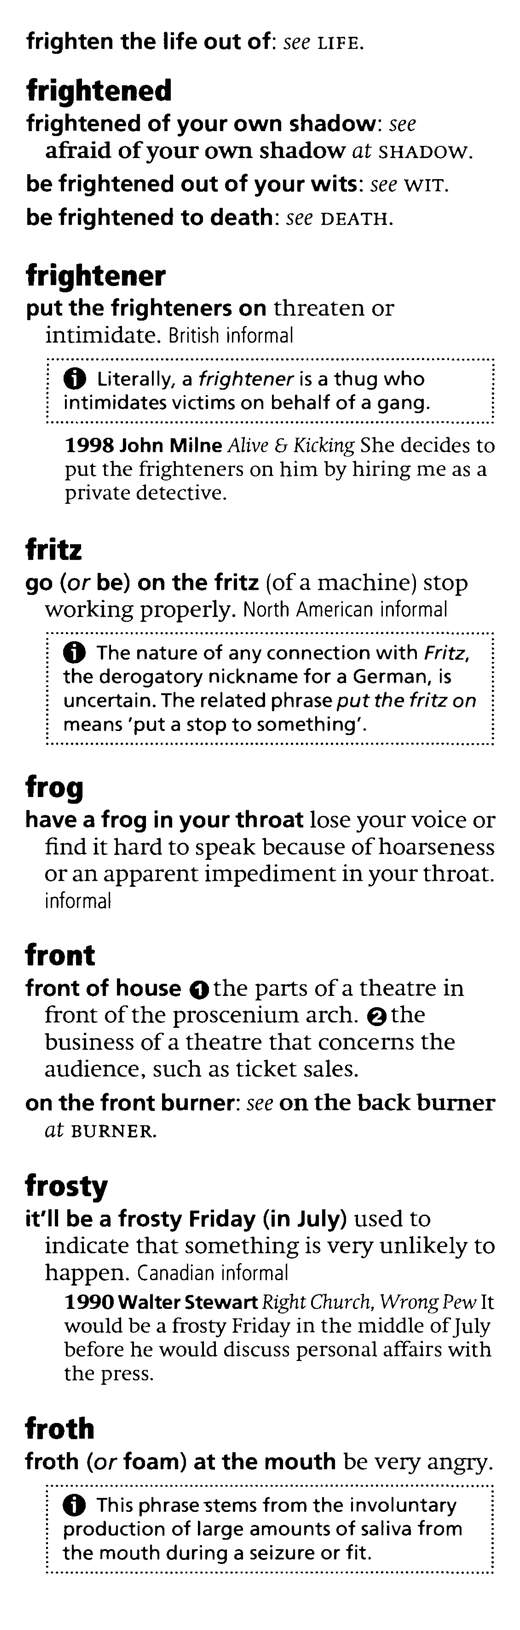 frighten the life out of: see LIFE.
frightened
frightened of your own shadow: see
afraid of your own shadow at SHADOW.
be frightened out of your wits: see WIT.
be frightened to death: see DEATH.
frightener
put the frighteners on threaten or
intimidate. British informal
i Literally, a frightener is a thug who
intimidates victims on behalf of a gang.
1998 John Milne Alive & Kicking She decides to
put the frighteners on him by hiring me as a
private detective.
fritz
go (or be) on the fritz (of a machine) stop
working properly. North American informal
i The nature of any connection with Fritz,
the derogatory nickname for a German, is
uncertain. The related phrase put the fritz on
means 'put a stop to something'.
frog
have a frog in your throat lose your voice or
find it hard to speak because of hoarseness
or an apparent impediment in your throat.
informal
front
front of house ❶ the parts of a theatre in
front of the proscenium arch. ❷ the
business of a theatre that concerns the
audience, such as ticket sales.
on the front burner: see on the back burner
at BURNER.
frosty
it'll be a frosty Friday (in July) used to
indicate that something is very unlikely to
happen. Canadian informal
1990 Walter Stewart Right Church, Wrong Pew It
would be a frosty Friday in the middle of July
before he would discuss personal affairs with
the press.
froth
froth (or foam) at the mouth be very angry.
i This phrase stems from the involuntary
production of large amounts of saliva from
the mouth during a seizure or fit.